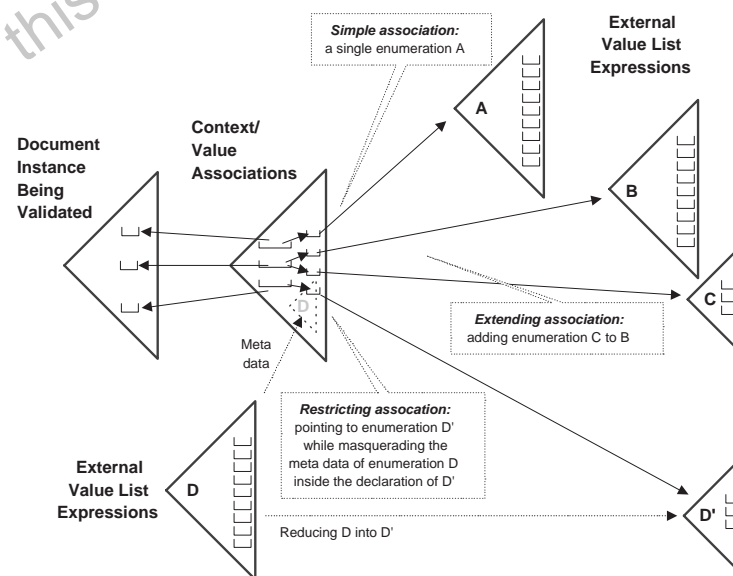 this
Simple association:
a single enumeration A
External
Value List
Expressions
A
Context/
Value
Associations
Document
Instance
Being
Validated
B
C
Extending association:
adding enumeration C to B
D
Meta
data
Restricting assocation:
pointing to enumeration D'
while masquerading the
meta data of enumeration D
inside the declaration of D'
External
Value List
Expressions
D
D'
Reducing D into D'